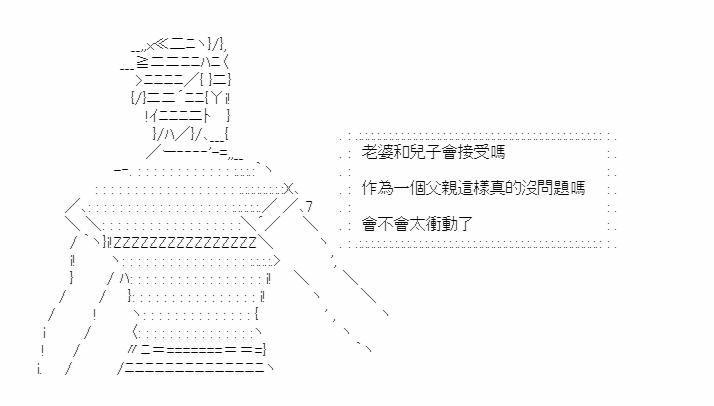 老婆和兒子會接受嗎
作為一個父親這樣真的沒問題嗎
會不會太衝動了